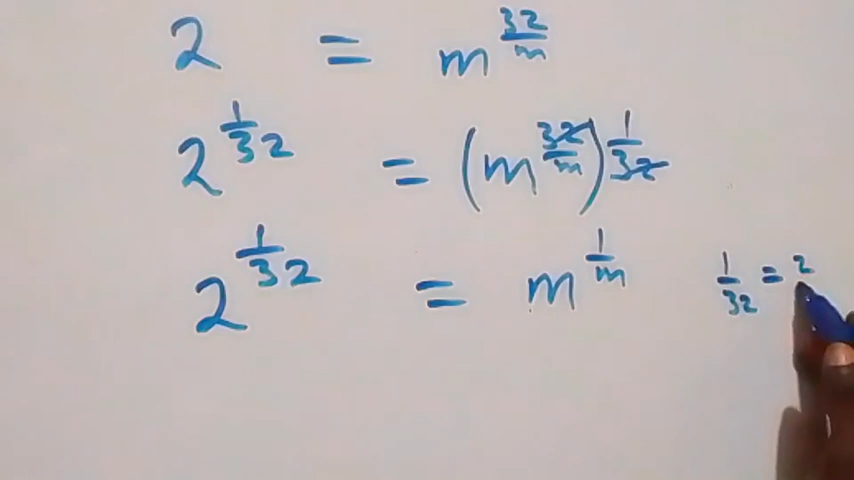 2 = m^(32/m)
2^(1/32) = (m^(32/m))^(1/32)
2^(1/32) = m^(1/m)
1/32 = 2